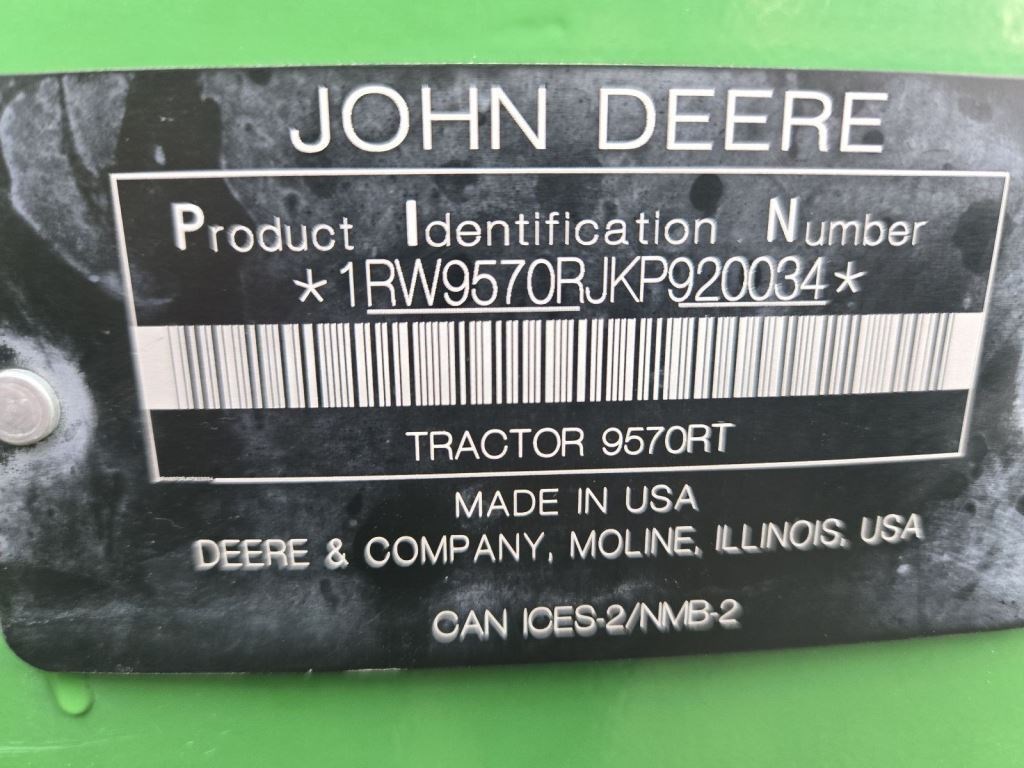 JOHN DEERE
Product Identification Number
*1RW9570RJKP920034*
TRACTOR 9570RT
MADE IN USA
DEERE & COMPANY, MOLINE, ILLINOIS, USA
CAN ICES-2/NMB-2